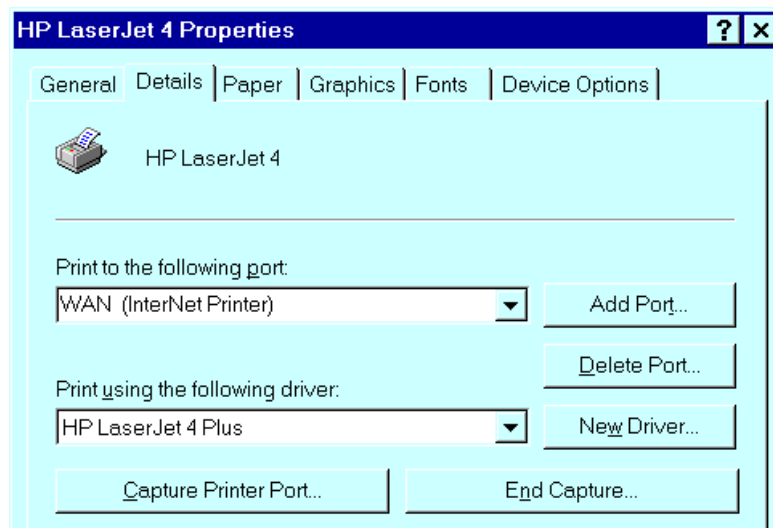 HP LaserJet 4 Properties
? ×
General Details Paper Graphics Fonts Device Options
HP LaserJet 4
Print to the following port:
WAN (InterNet Printer)
Add Port...
Delete Port...
Print using the following driver:
HP LaserJet 4 Plus
New Driver...
Capture Printer Port... End Capture...